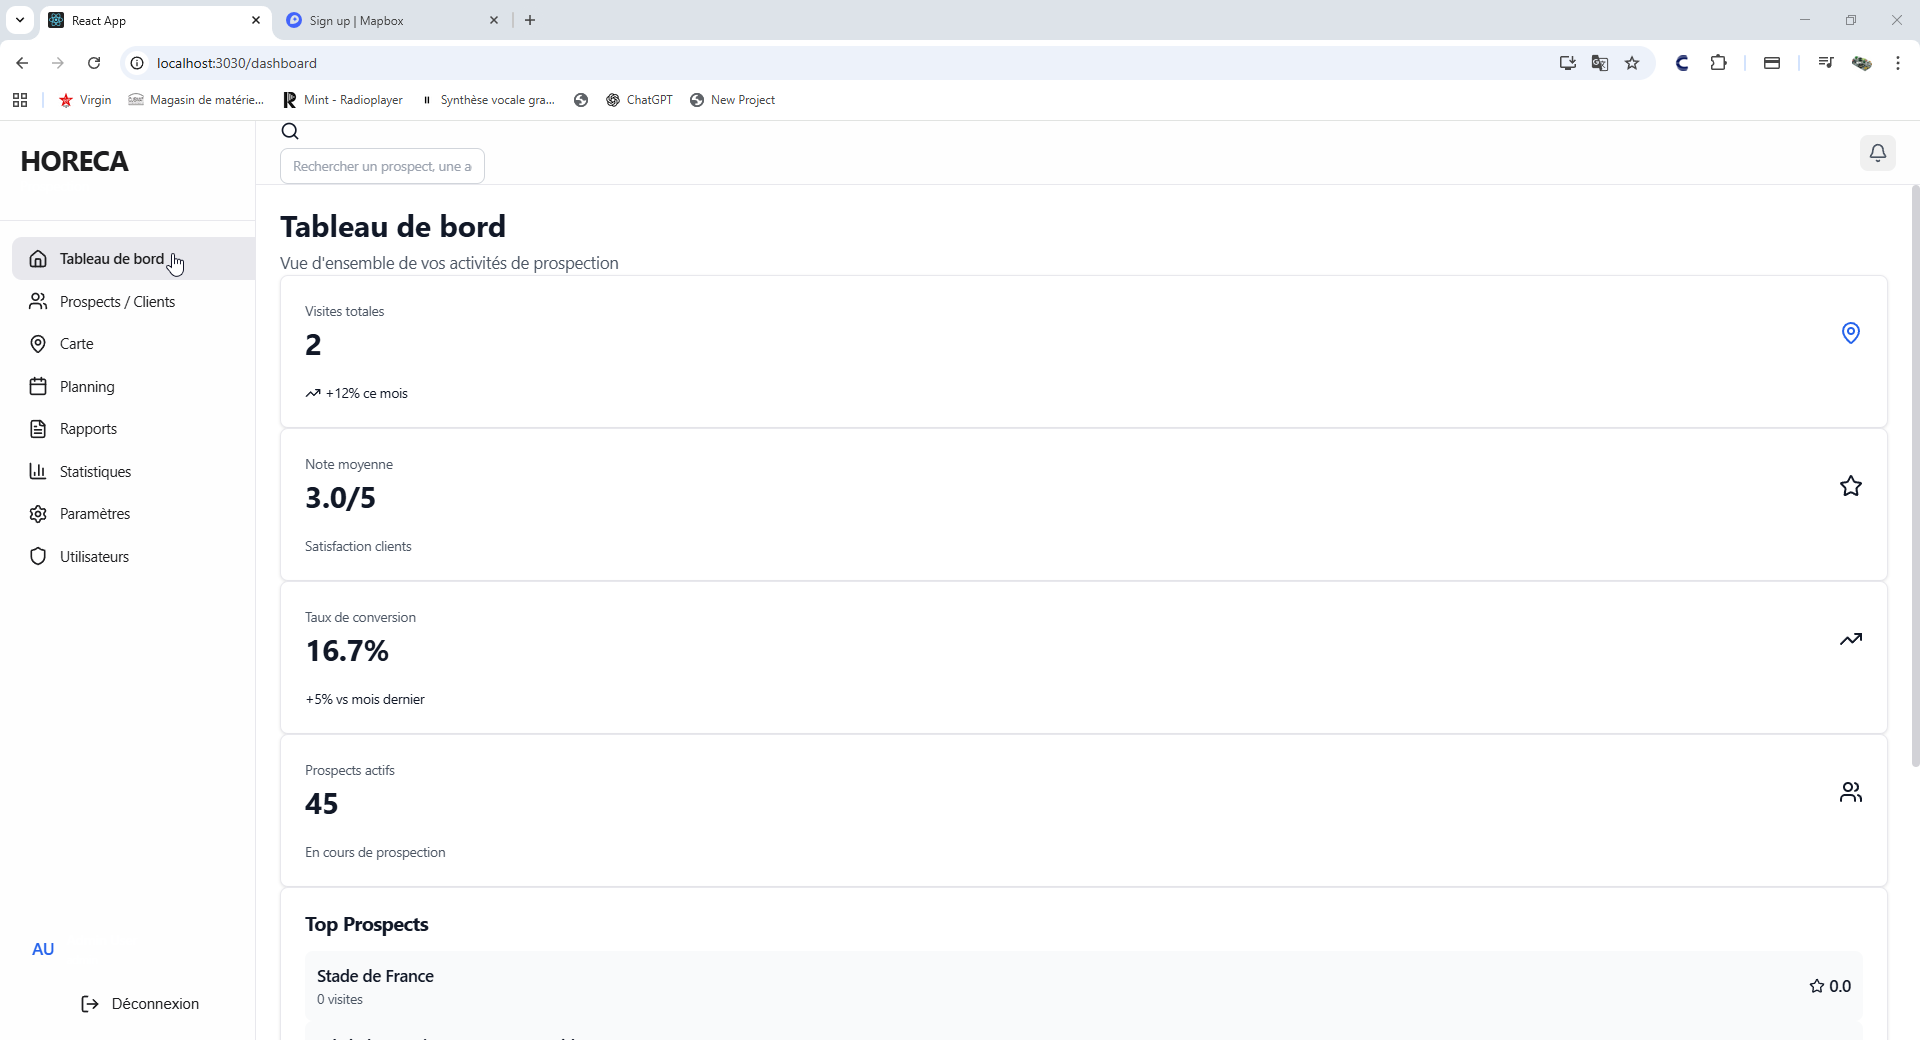 React App
Sign up | Mapbox
localhost:3030/dashboard
Virgin
Magasin de matérie...
Mint - Radioplayer
Synthèse vocale gra...
ChatGPT
New Project
HORECA
Rechercher un prospect, une a
Tableau de bord
Prospects / Clients
Carte
Planning
Rapports
Statistiques
Paramètres
Utilisateurs
AU
Déconnexion
Tableau de bord
Vue d'ensemble de vos activités de prospection
Visites totales
2
+12% ce mois
Note moyenne
3.0/5
Satisfaction clients
Taux de conversion
16.7%
+5% vs mois dernier
Prospects actifs
45
En cours de prospection
Top Prospects
Stade de France
0 visites
0.0